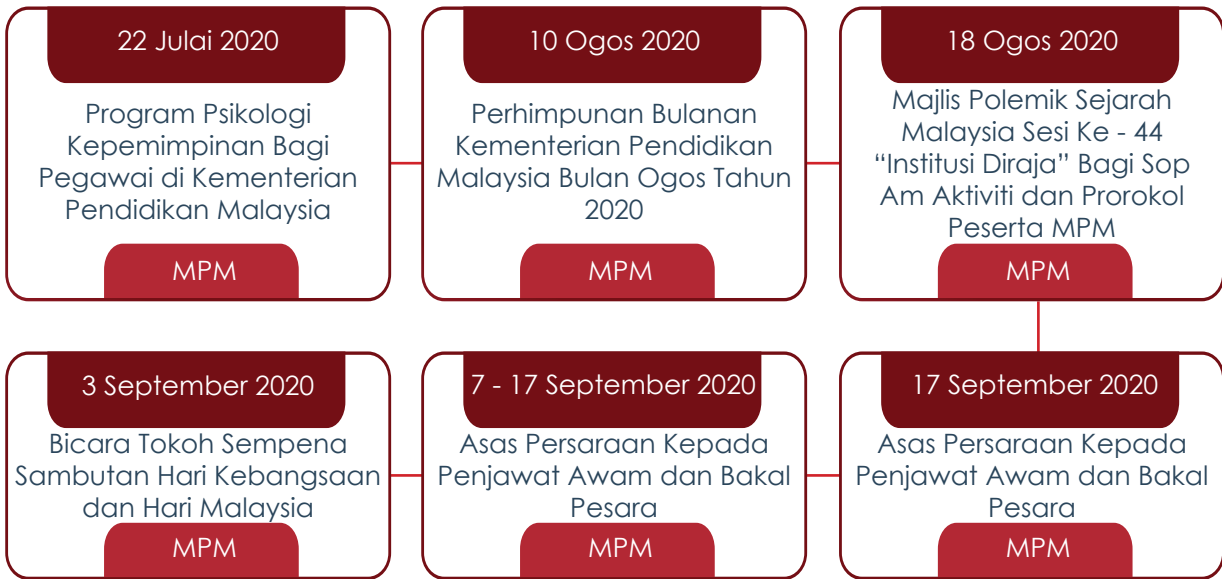 22 Julai 2020
Program Psikologi
Kepemimpinan Bagi
Pegawai di Kementerian
Pendidikan Malaysia
MPM
10 Ogos 2020
Perhimpunan Bulanan
Kementerian Pendidikan
Malaysia Bulan Ogos Tahun
2020
MPM
18 Ogos 2020
Majlis Polemik Sejarah
Malaysia Sesi Ke - 44
“Institusi Diraja” Bagi Sop
Am Aktiviti dan Prorokol
Peserta MPM
MPM
3 September 2020
Bicara Tokoh Sempena
Sambutan Hari Kebangsaan
dan Hari Malaysia
MPM
7 - 17 September 2020
Asas Persaraan Kepada
Penjawat Awam dan Bakal
Pesara
MPM
17 September 2020
Asas Persaraan Kepada
Penjawat Awam dan Bakal
Pesara
MPM